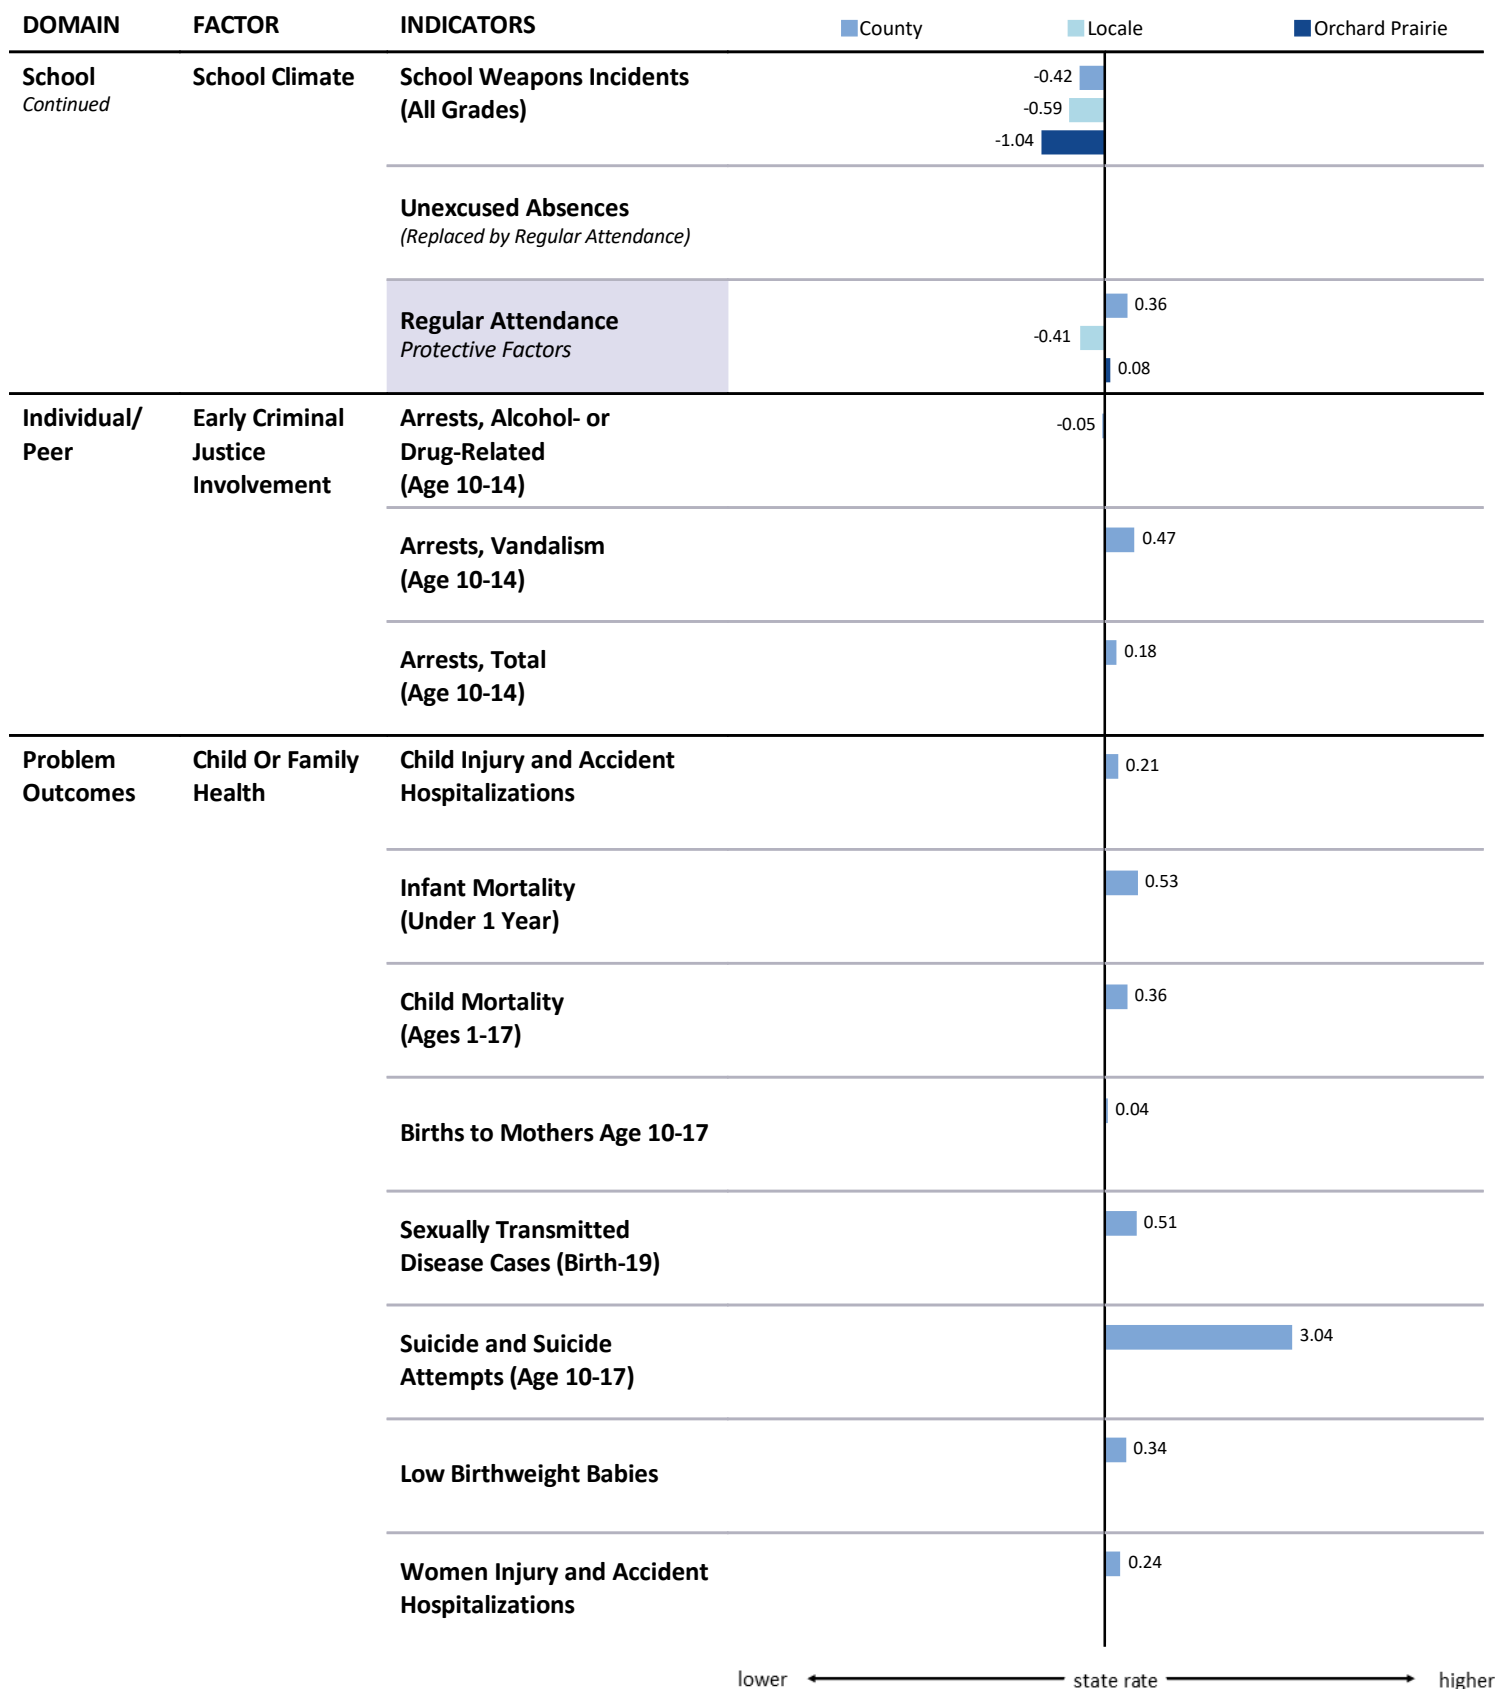 DOMAIN FACTOR INDICATORS County Locale Orchard Prairie
School School Climate School Weapons Incidents
Continued
(All Grades)
-0.42
-0.59
-1.04
Unexcused Absences
(Replaced by Regular Attendance)
Regular Attendance
Protective Factors
0.36
-0.41
0.08
Individual/
Peer
Early Criminal
Justice
Involvement
Arrests, Alcohol- or
Drug-Related
(Age 10-14)
-0.05
Arrests, Vandalism
(Age 10-14)
0.47
Arrests, Total
(Age 10-14)
0.18
Problem
Outcomes
Child Or Family
Health
Child Injury and Accident
Hospitalizations
0.21
Infant Mortality
(Under 1 Year)
0.53
Child Mortality
(Ages 1-17)
0.36
Births to Mothers Age 10-17
0.04
Sexually Transmitted
Disease Cases (Birth-19)
0.51
Suicide and Suicide
Attempts (Age 10-17)
3.04
Low Birthweight Babies
0.34
Women Injury and Accident
Hospitalizations
0.24
lower state rate higher